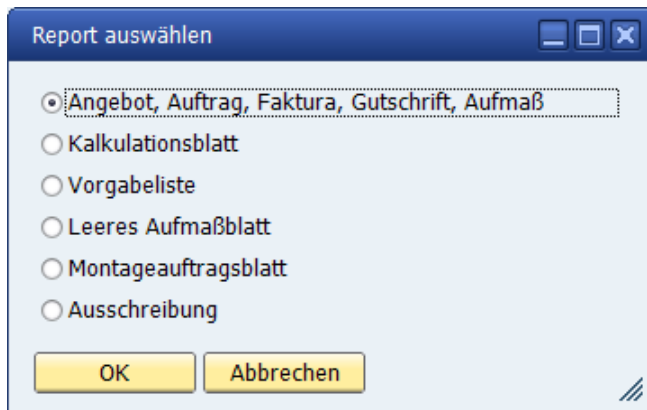 Report auswählen
Angebot, Auftrag, Faktura, Gutschrift, Aufmaß
Kalkulationsblatt
Vorgabeliste
Leeres Aufmaßblatt
Montageauftragsblatt
Ausschreibung
OK Abbrechen